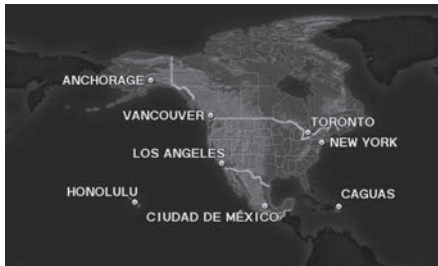 ANCHORAGE
VANCOUVER
TORONTO
NEW YORK
LOS ANGELES
HONOLULU
CAGUAS
CIUDAD DE MÉXICO